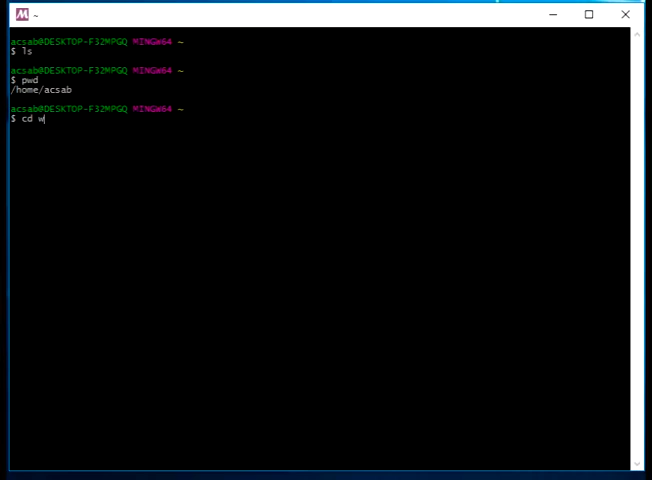 M ~
acsab@DESKTOP-F32MPGQ MINGW64 ~
$ ls
acsab@DESKTOP-F32MPGQ MINGW64 ~
$ pwd
/home/acsab
acsab@DESKTOP-F32MPGQ MINGW64 ~
$ cd w